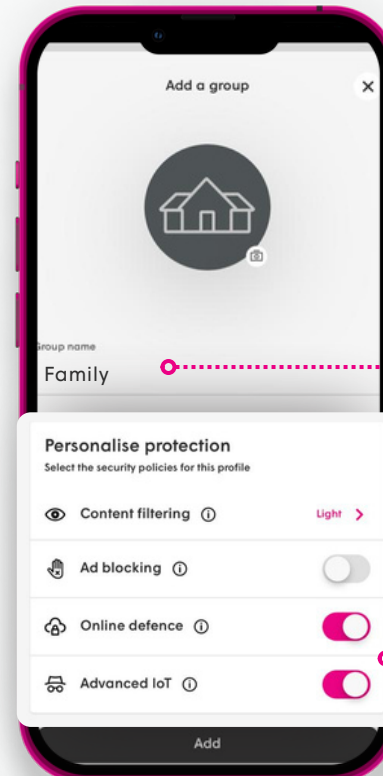 Add a group
Group name
Family
Personalise protection
Select the security policies for this profile
Content filtering
Light
Ad blocking
Online defence
Advanced IoT
Add